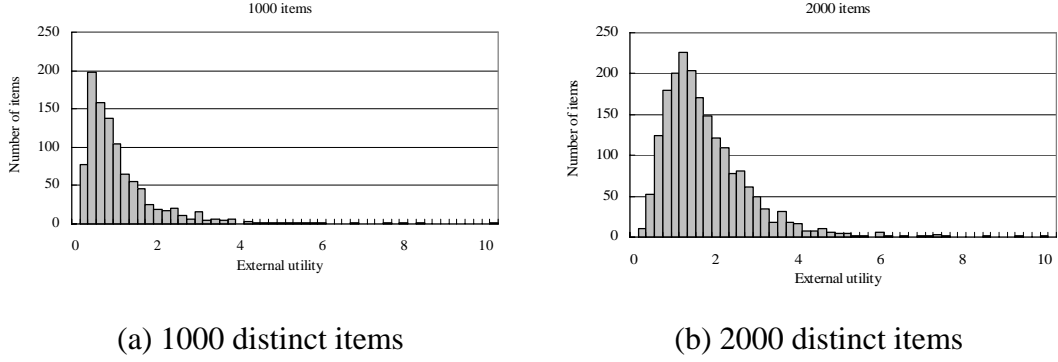 1000 items
250
200
150
100
50
0
Number of items
0 2 4 6 8 10
External utility
(a) 1000 distinct items
2000 items
250
200
150
100
50
0
Number of items
0 2 4 6 8 10
External utility
(b) 2000 distinct items